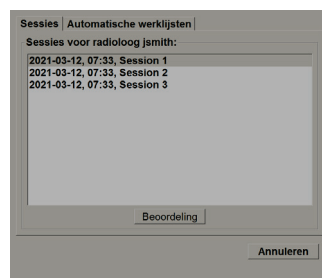 Sessies Automatische werklijsten
Sessies voor radioloog jsmith:
2021-03-12, 07:33, Session 1
2021-03-12, 07:33, Session 2
2021-03-12, 07:33, Session 3
Beoordeling
Annuleren